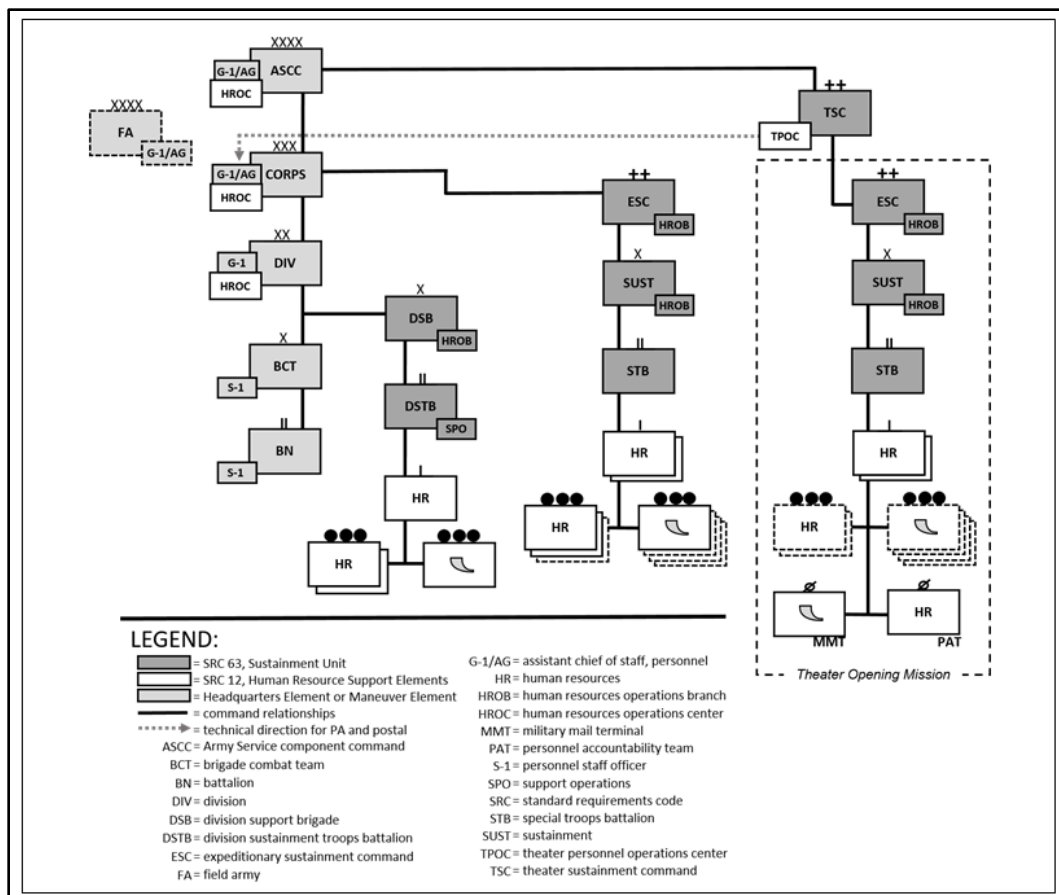 XXXX
G-1/AG
ASCC
HROC
++
TSC
TPOC
XXXX
FA
G-1/AG
XXX
G-1/AG
CORPS
HROC
++
ESC
HROB
++
ESC
HROB
XX
G-1
DIV
HROC
X
SUST
HROB
X
SUST
HROB
X
DSB
HROB
X
BCT
S-1
II
STB
II
STB
II
DSTB
SPO
II
BN
S-1
I
HR
I
HR
I
HR
HR
HR
HR
HR
MMT
PAT
Theater Opening Mission
LEGEND:
= SRC 63, Sustainment Unit
= SRC 12, Human Resource Support Elements
= Headquarters Element or Maneuver Element
= command relationships
= technical direction for PA and postal
ASCC = Army Service component command
BCT = brigade combat team
BN = battalion
DIV = division
DSB = division support brigade
DSTB = division sustainment troops battalion
ESC = expeditionary sustainment command
FA = field army
G-1/AG = assistant chief of staff, personnel
HR = human resources
HROB = human resources operations branch
HROC = human resources operations center
MMT = military mail terminal
PAT = personnel accountability team
S-1 = personnel staff officer
SPO = support operations
SRC = standard requirements code
STB = special troops battalion
SUST = sustainment
TPOC = theater personnel operations center
TSC = theater sustainment command